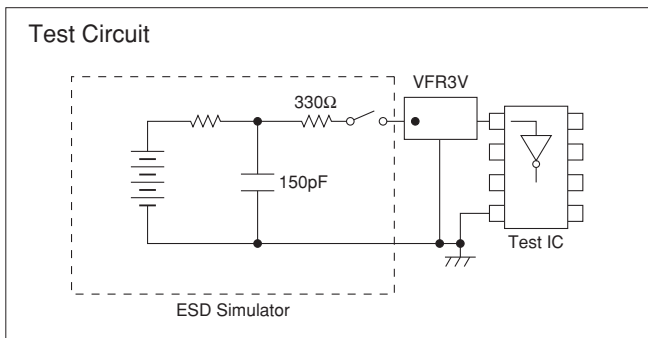 Test Circuit
VFR3V
330Ω
150pF
Test IC
ESD Simulator